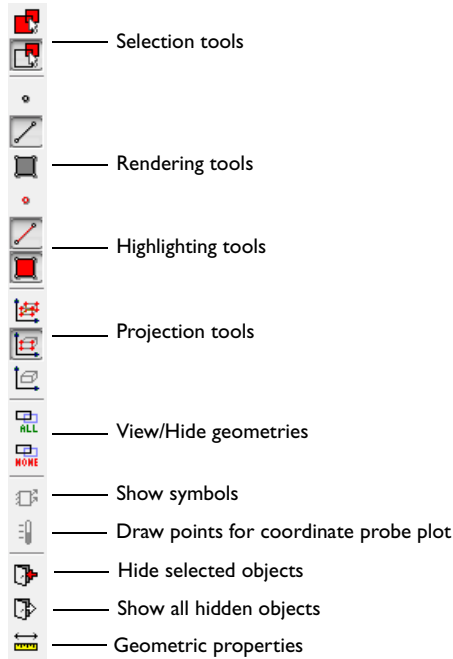 Selection tools
Rendering tools
Highlighting tools
Projection tools
ALL
View/Hide geometries
NONE
Show symbols
Draw points for coordinate probe plot
Hide selected objects
Show all hidden objects
Geometric properties